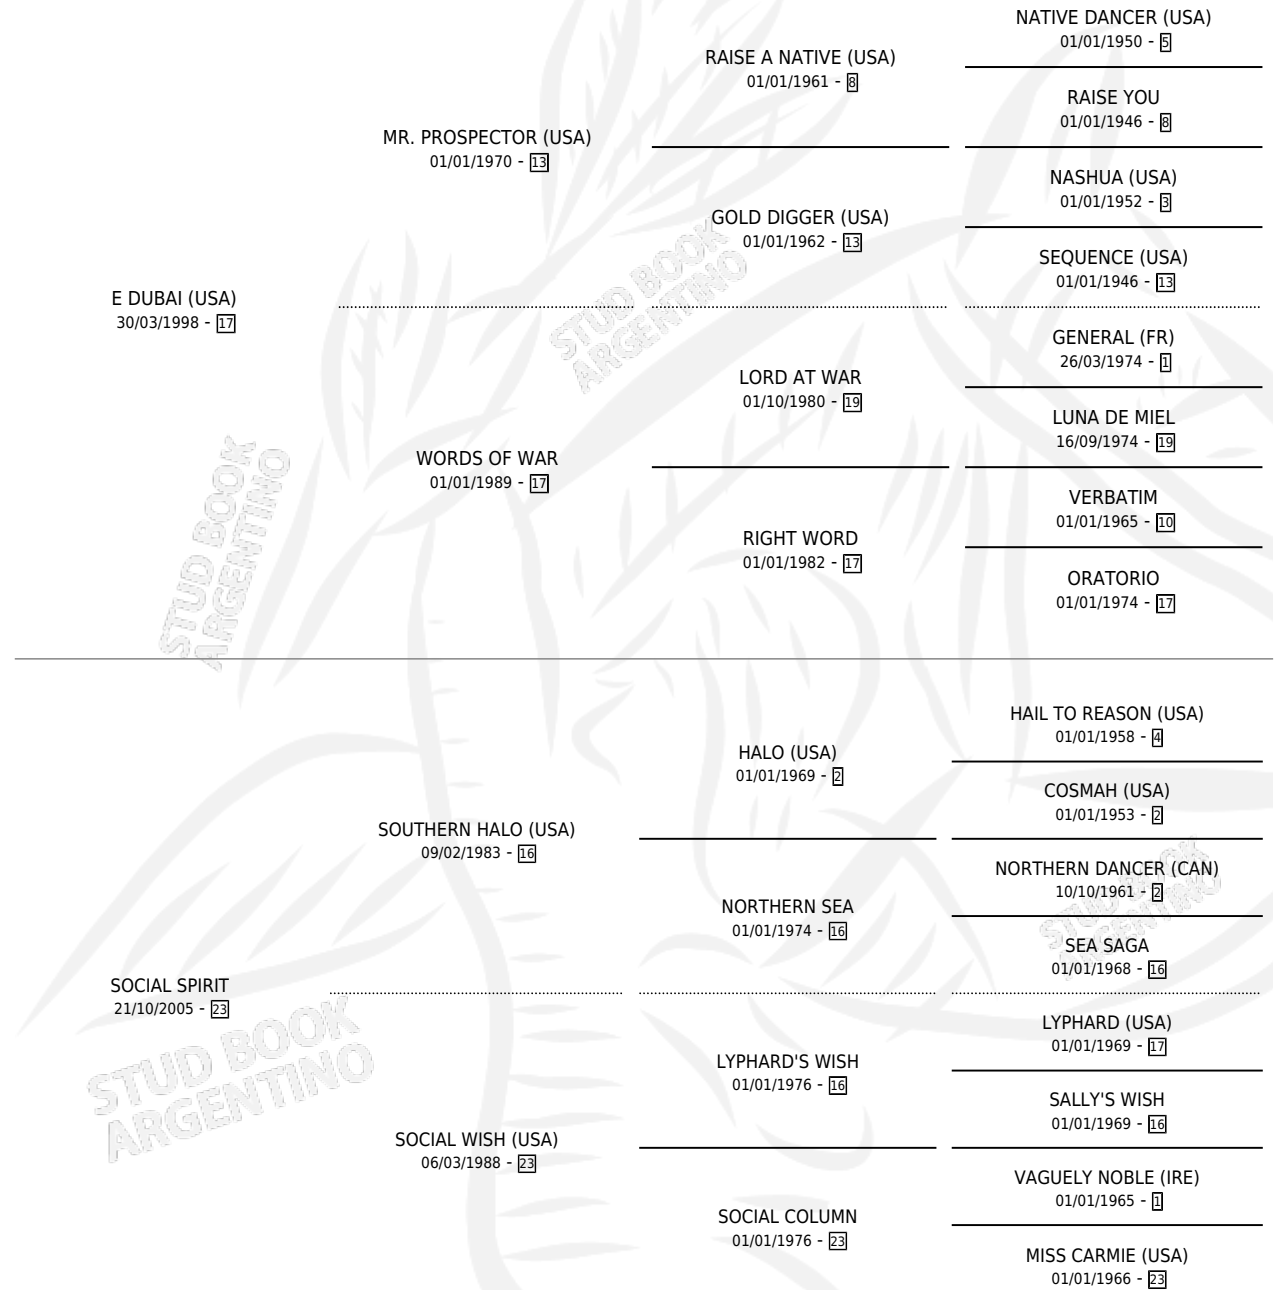 NATIVE DANCER (USA)
01/01/1950 - 5
RAISE A NATIVE (USA)
01/01/1961 - 8
RAISE YOU
01/01/1946 - 8
MR. PROSPECTOR (USA)
01/01/1970 - 13
NASHUA (USA)
01/01/1952 - 3
GOLD DIGGER (USA)
01/01/1962 - 13
SEQUENCE (USA)
01/01/1946 - 13
E DUBAI (USA)
30/03/1998 - 17
GENERAL (FR)
26/03/1974 - 1
LORD AT WAR
01/10/1980 - 19
LUNA DE MIEL
16/09/1974 - 19
WORDS OF WAR
01/01/1989 - 17
VERBATIM
01/01/1965 - 10
RIGHT WORD
01/01/1982 - 17
ORATORIO
01/01/1974 - 17
HAIL TO REASON (USA)
01/01/1958 - 4
HALO (USA)
01/01/1969 - 2
COSMAH (USA)
01/01/1953 - 2
SOUTHERN HALO (USA)
09/02/1983 - 16
NORTHERN DANCER (CAN)
10/10/1961 - 2
NORTHERN SEA
01/01/1974 - 16
SEA SAGA
01/01/1968 - 16
SOCIAL SPIRIT
21/10/2005 - 23
LYPHARD (USA)
01/01/1969 - 17
LYPHARD'S WISH
01/01/1976 - 16
SALLY'S WISH
01/01/1969 - 16
SOCIAL WISH (USA)
06/03/1988 - 23
VAGUELY NOBLE (IRE)
01/01/1965 - 1
SOCIAL COLUMN
01/01/1976 - 23
MISS CARMIE (USA)
01/01/1966 - 23
STUD BOOK
ARGENTINO
STUD BOOK
ARGENTINO
STUD BOOK
ARGENTINO
STUD BOOK
ARGENTINO